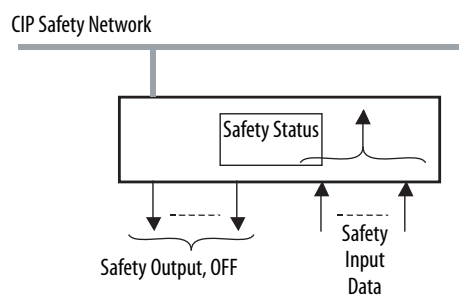 CIP Safety Network
Safety Status
Safety Output, OFF
Safety
Input
Data